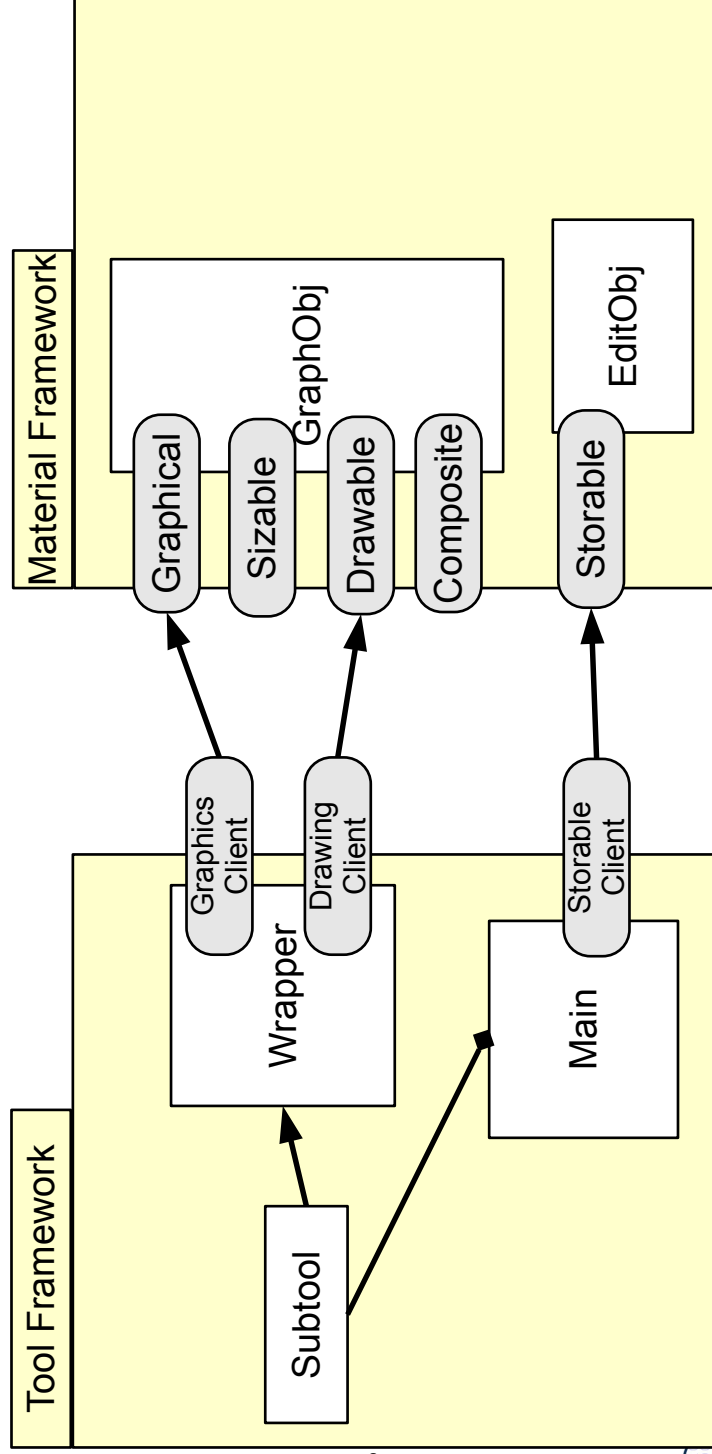 Tool Framework
Material Framework
Subtool
Wrapper
Graphics
Client
Drawing
Client
Main
Storable
Client
Graphical
Sizable
Drawable
Composite
GraphObj
Storable
EditObj